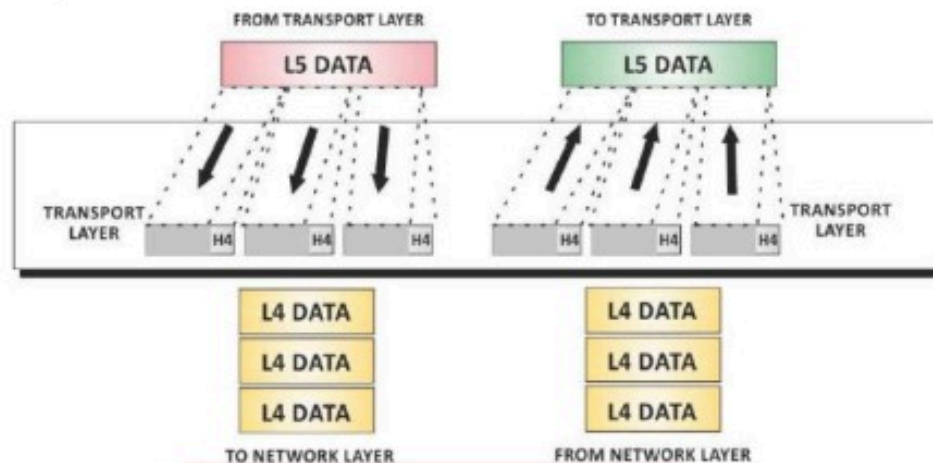 FROM TRANSPORT LAYER
TO TRANSPORT LAYER
L5 DATA
L5 DATA
TRANSPORT
LAYER
TRANSPORT
LAYER
H4
H4
H4
H4
H4
H4
L4 DATA
L4 DATA
L4 DATA
L4 DATA
L4 DATA
L4 DATA
TO NETWORK LAYER
FROM NETWORK LAYER